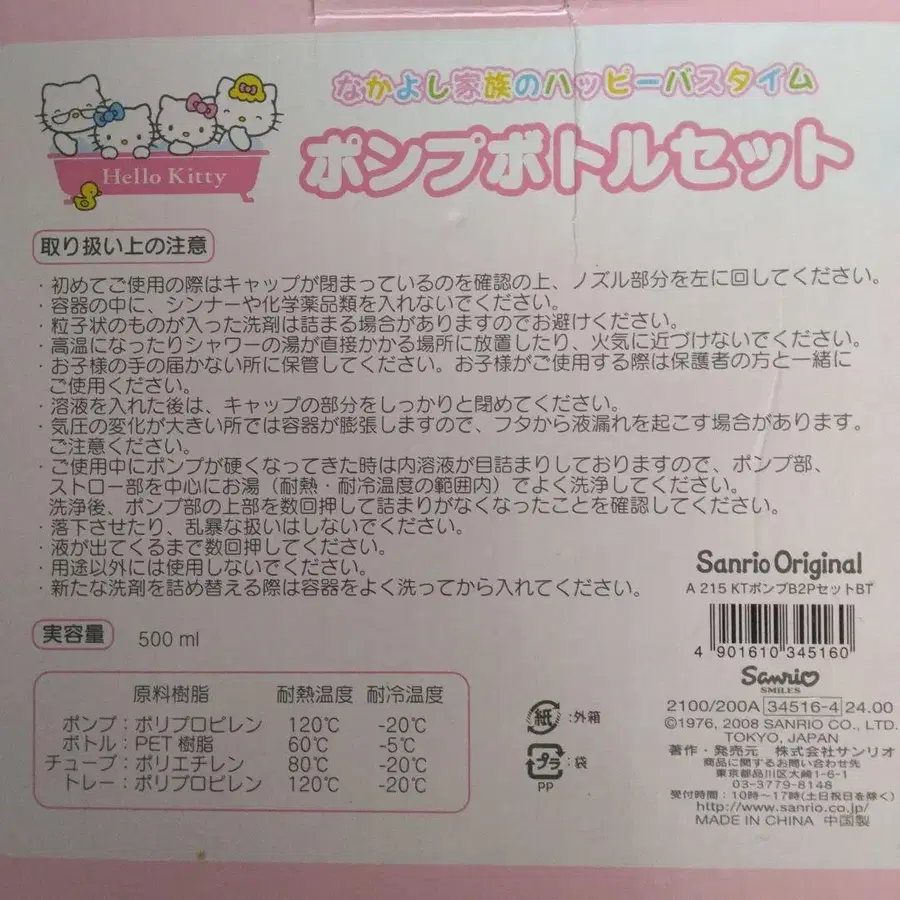 なかよし家族のハッピーバスタイム
Hello Kitty
ポンプボトルセット
取り扱い上の注意
・初めてご使用の際はキャップが閉まっているのを確認の上、ノズル部分を左に回してください。
・容器の中に、シンナーや化学薬品類を入れないでください。
・粒子状のものが入った洗剤は詰まる場合がありますのでお避けください。
・高温になったりシャワーの湯が直接かかる場所に放置したり、火気に近づけないでください。
・お子様の手の届かない所に保管してください。お子様がご使用する際は保護者の方と一緒に
ご使用ください。
・溶液を入れた後は、キャップの部分をしっかりと閉めてください。
・気圧の変化が大きい所では容器が膨張しますので、フタから液漏れを起こす場合があります。
ご注意ください。
・ご使用中にポンプが硬くなってきた時は内溶液が目詰まりしておりますので、ポンプ部、
ストロー部を中心にお湯（耐熱・耐冷温度の範囲内）でよく洗浄してください。
洗浄後、ポンプ部の上部を数回押して詰まりがなくなったことを確認してください。
・落下させたり、乱暴な扱いはしないでください。
・液が出てくるまで数回押してください。
・用途以外には使用しないでください。
・新たな洗剤を詰め替える際は容器をよく洗ってから入れてください。
実容量 500 ml
原料樹脂 耐熱温度 耐冷温度
ポンプ：ポリプロピレン 120℃ -20℃
ボトル：PET 樹脂 60℃ -5℃
チューブ：ポリエチレン 80℃ -20℃
トレー：ポリプロピレン 120℃ -20℃
紙：外箱
プラ：袋
PP
Sanrio Original
A 215 KTポンプB2PセットBT
4 901610 345160
Sanrio
SMILES
2100/200A 34516-4 24.00
©1976, 2008 SANRIO CO., LTD.
TOKYO, JAPAN
著作・発売元 株式会社サンリオ
商品に関するお問い合わせ先
東京都品川区大崎1-6-1
03-3779-8148
受付時間：10時〜17時(土日祝日を除く)
http://www.sanrio.co.jp/
MADE IN CHINA 中国製